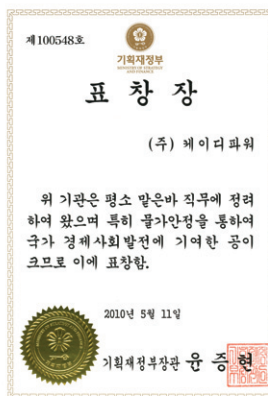 제100548호
기획재정부
MINISTRY OF STRATEGY
AND FINANCE
표 창 장
(주) 케이디파워
위 기관은 평소 맡은바 직무에 정려
하여 왔으며 특히 물가안정을 통하여
국가 경제사회발전에 기여한 공이
크므로 이에 표창함.
2010년 5월 11일
기획재정부장관 윤 증 현